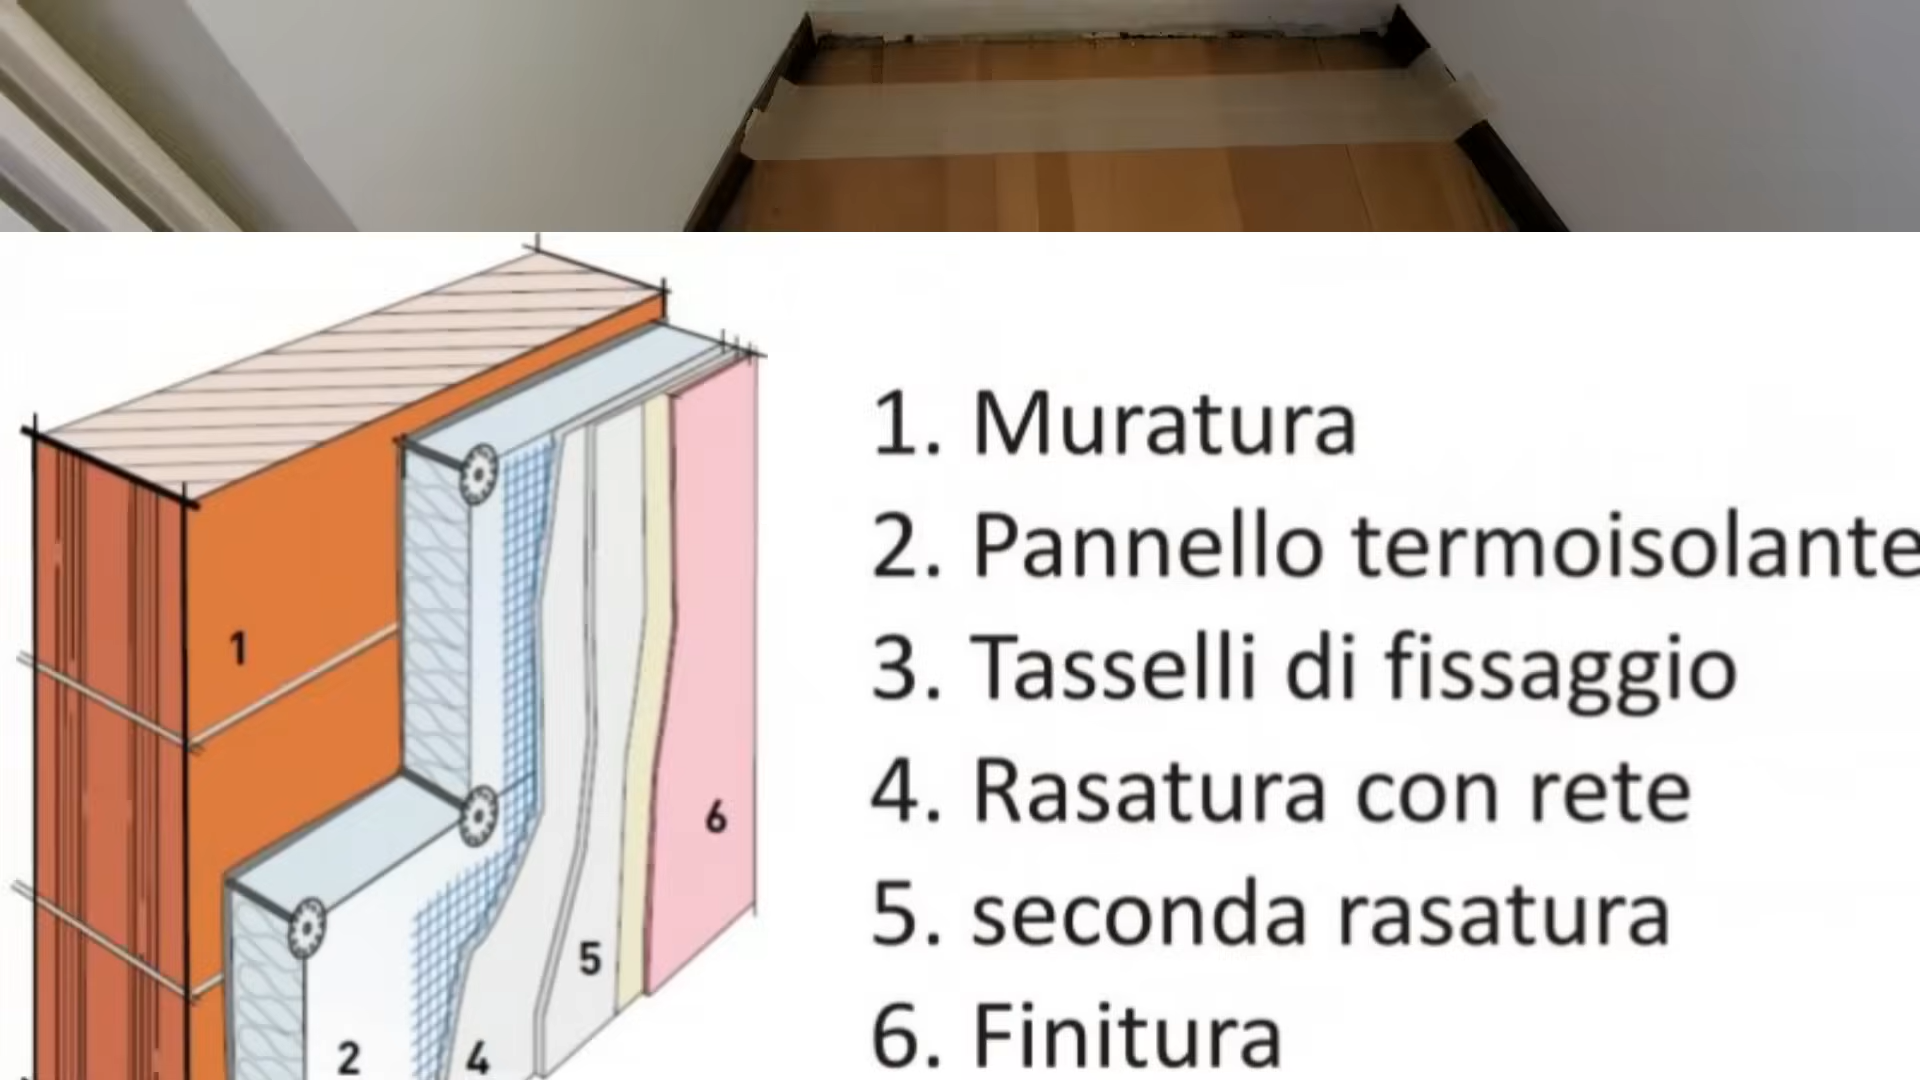 1. Muratura
2. Pannello termoisolante
3. Tasselli di fissaggio
4. Rasatura con rete
5. seconda rasatura
6. Finitura
1
6
5
2
4